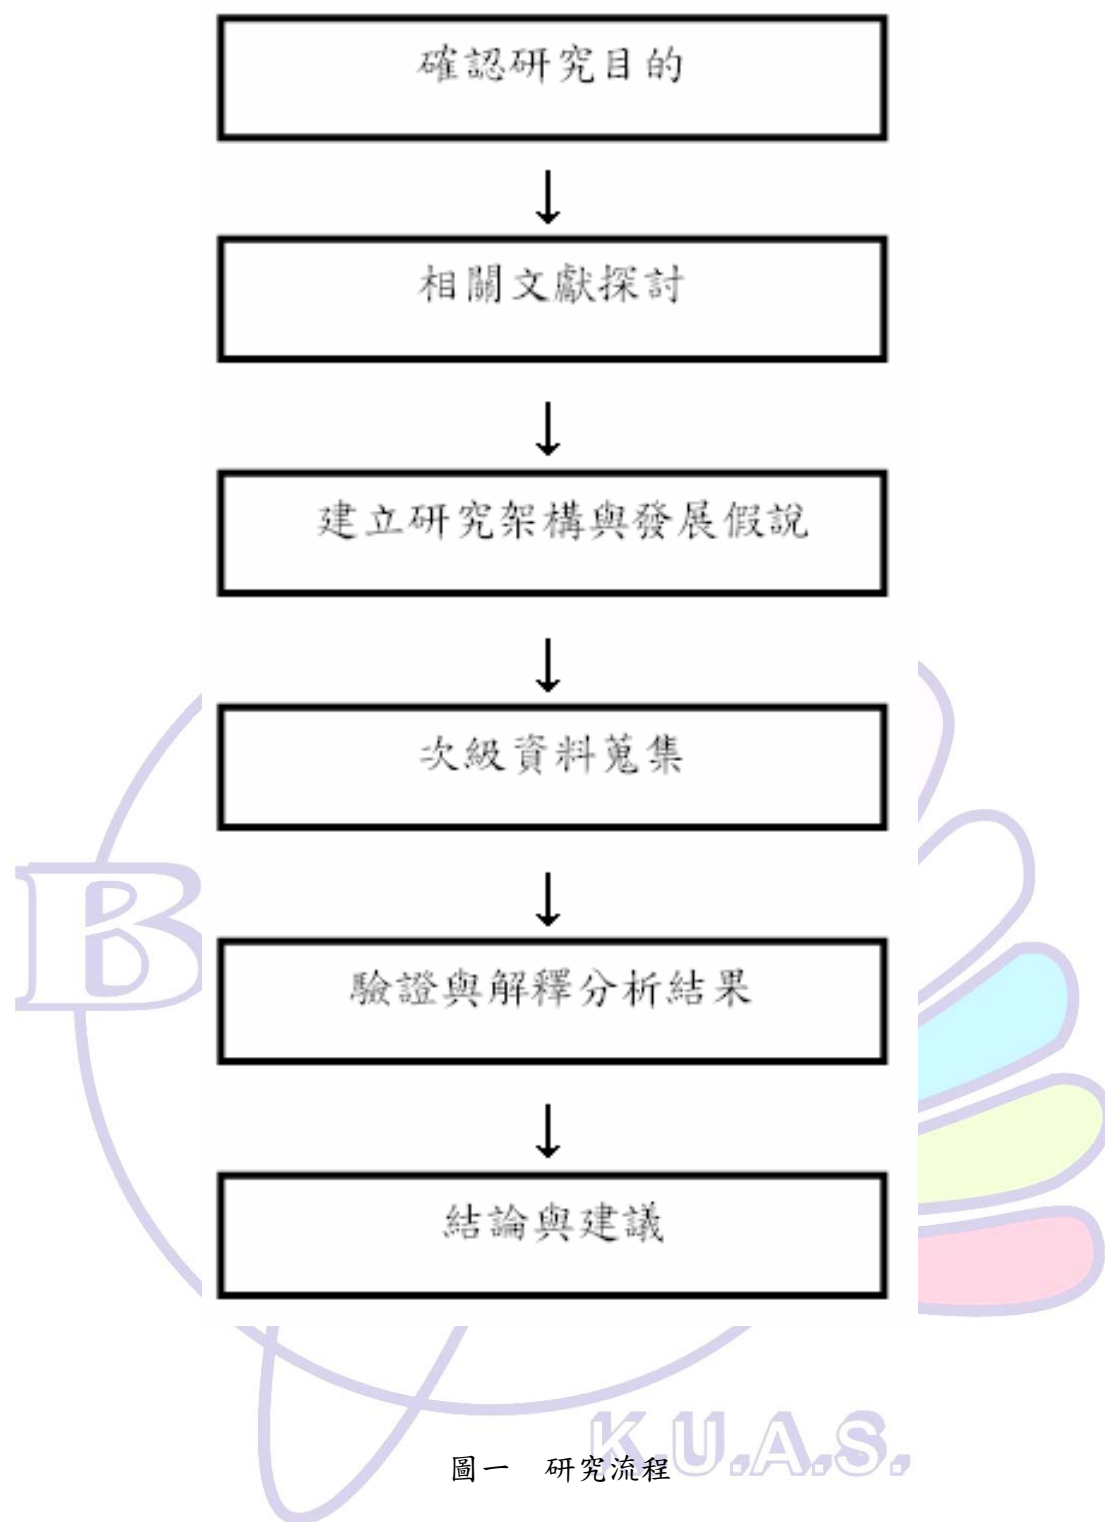 確認研究目的
↓
相關文獻探討
↓
建立研究架構與發展假說
↓
次級資料蒐集
↓
驗證與解釋分析結果
↓
結論與建議
B
K.U.A.S.
圖一 研究流程